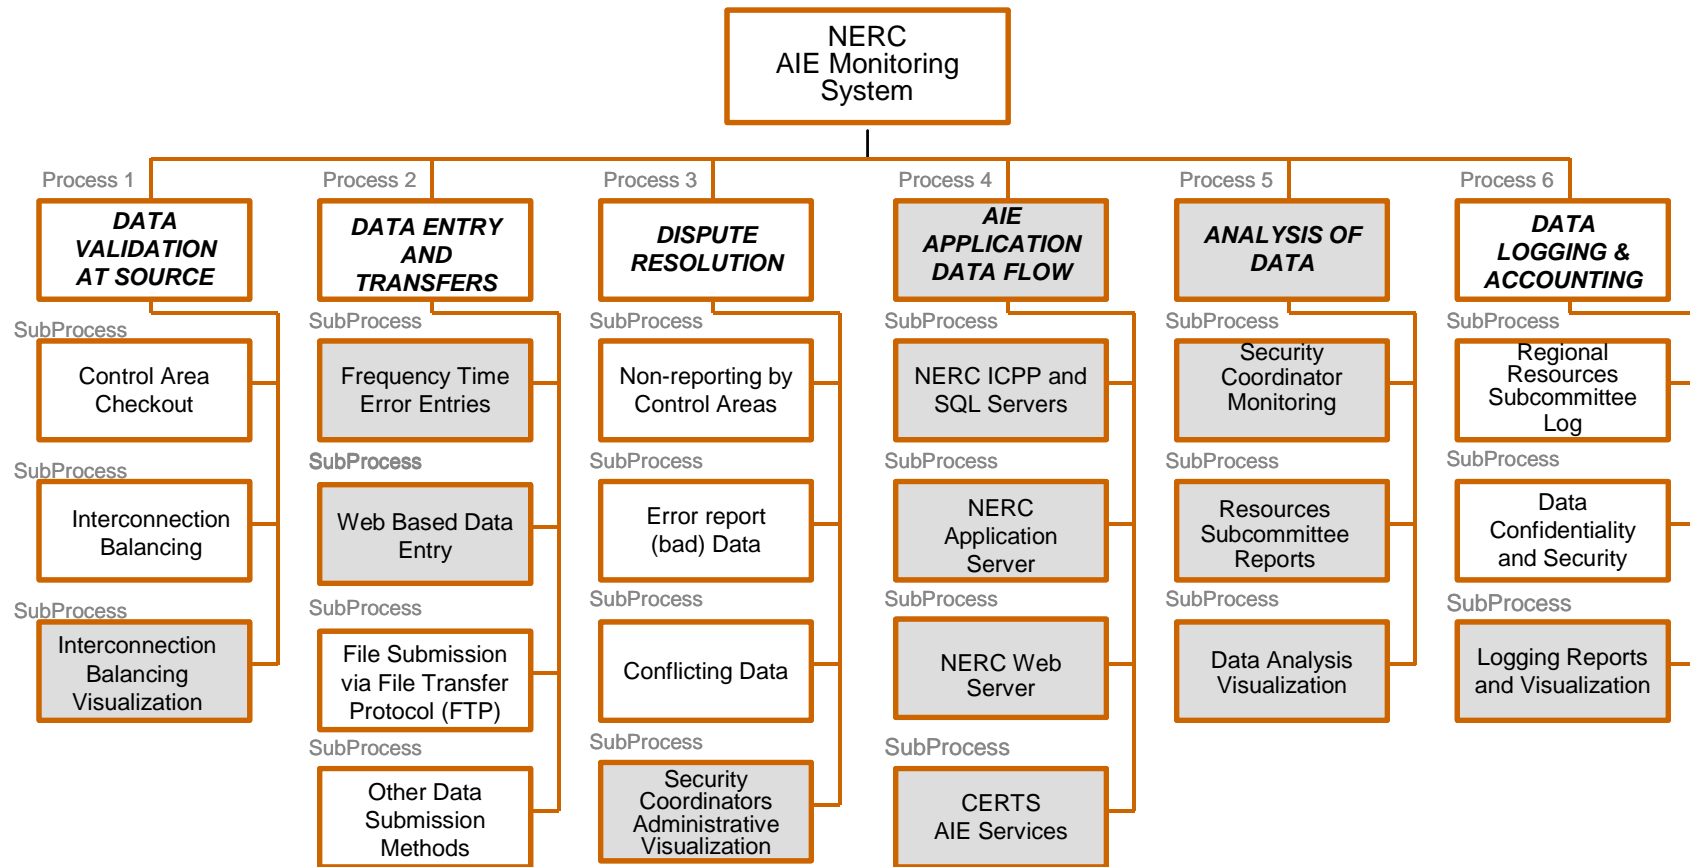 NERC
AIE Monitoring
System
Process 1
Process 2
Process 3
Process 4
Process 5
Process 6
DATA
VALIDATION
AT SOURCE
DATA ENTRY
AND
TRANSFERS
DISPUTE
RESOLUTION
AIE
APPLICATION
DATA FLOW
ANALYSIS OF
DATA
DATA
LOGGING &
ACCOUNTING
SubProcess
Control Area
Checkout
SubProcess
Interconnection
Balancing
SubProcess
Interconnection
Balancing
Visualization
SubProcess
Frequency Time
Error Entries
SubProcess
Web Based Data
Entry
SubProcess
File Submission
via File Transfer
Protocol (FTP)
SubProcess
Other Data
Submission
Methods
SubProcess
Non-reporting by
Control Areas
SubProcess
Error report
(bad) Data
SubProcess
Conflicting Data
SubProcess
Security
Coordinators
Administrative
Visualization
SubProcess
NERC ICPP and
SQL Servers
SubProcess
NERC
Application
Server
SubProcess
NERC Web
Server
SubProcess
CERTS
AIE Services
SubProcess
Security
Coordinator
Monitoring
SubProcess
Resources
Subcommittee
Reports
SubProcess
Data Analysis
Visualization
SubProcess
Regional
Resources
Subcommittee
Log
SubProcess
Data
Confidentiality
and Security
SubProcess
Logging Reports
and Visualization